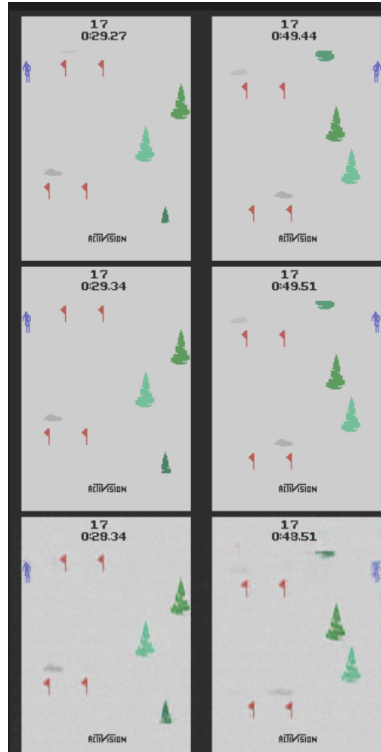 17
0:29.27
ACTIVISION
17
0:49.44
ACTIVISION
17
0:29.34
ACTIVISION
17
0:49.51
ACTIVISION
17
0:28.34
ACTIVISION
17
0:48.51
ACTIVISION